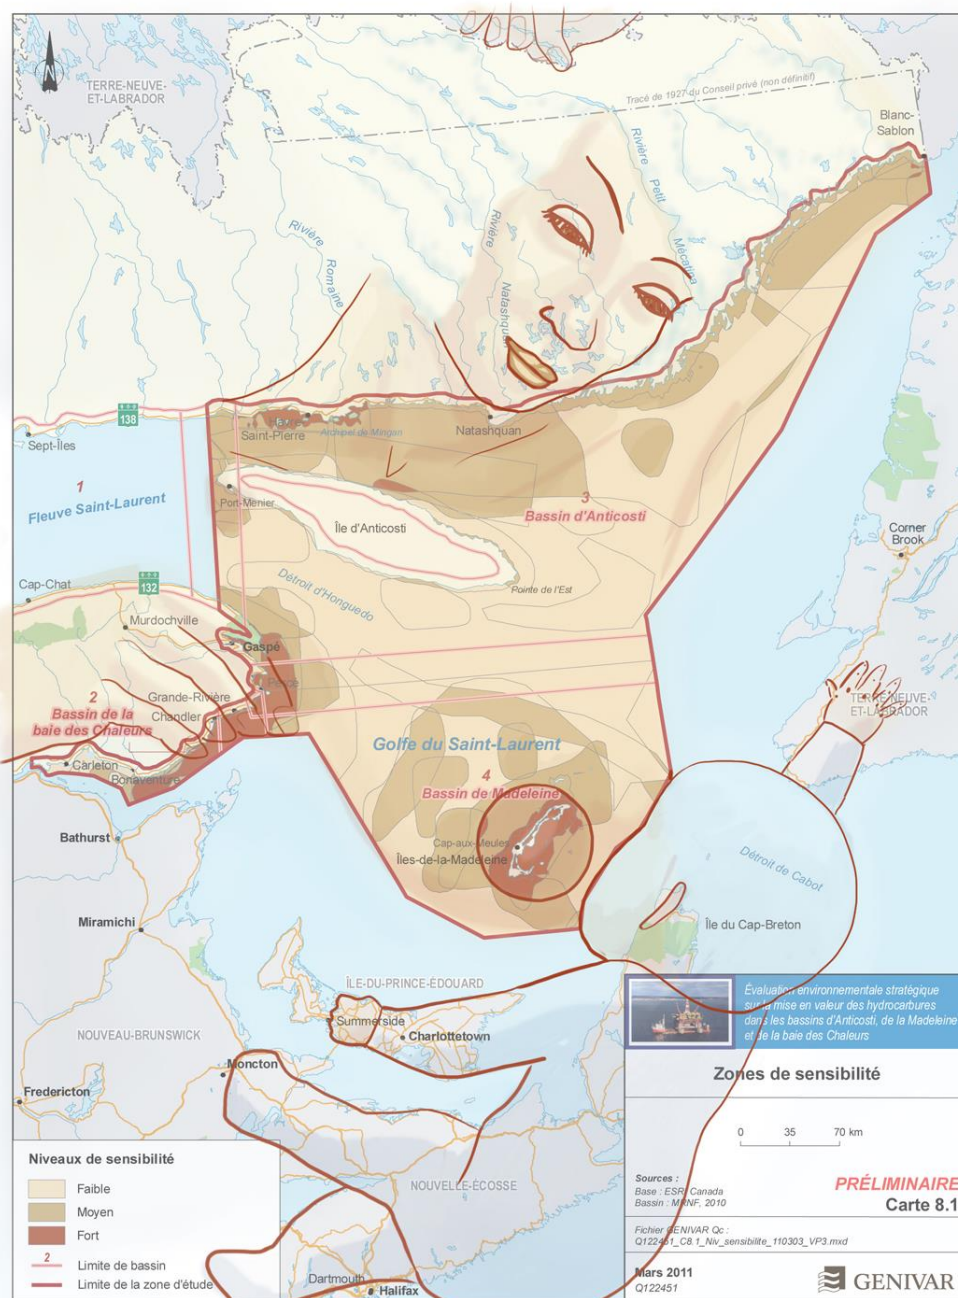 N
TERRE-NEUVE-
ET-LABRADOR
Tracé de 1927 du Conseil privé (non définitif)
Blanc-
Sablon
Rivière
Petit
Mécatina
Rivière
Romaine
Rivière
Natashquan
138
Sept-Îles
Havre-
Saint-Pierre
Archipel de Mingan
Natashquan
1
Fleuve Saint-Laurent
Port-Menier
3
Bassin d'Anticosti
Île d'Anticosti
Corner
Brook
Cap-Chat
132
Détroit d'Honguedo
Pointe de l'Est
Murdochville
Gaspé
Percé
Grande-Rivière
Chandler
2
Bassin de la
baie des Chaleurs
TERRE-NEUVE-
ET-LABRADOR
Carleton
Bonaventure
Golfe du Saint-Laurent
4
Bassin de Madeleine
Bathurst
Cap-aux-Meules
Îles-de-la-Madeleine
Détroit de Cabot
Miramichi
Île du Cap-Breton
ÎLE-DU-PRINCE-ÉDOUARD
Summerside
Charlottetown
NOUVEAU-BRUNSWICK
Moncton
Fredericton
NOUVELLE-ÉCOSSE
Dartmouth
Halifax
Niveaux de sensibilité
Faible
Moyen
Fort
2
Limite de bassin
Limite de la zone d'étude
Évaluation environnementale stratégique
sur la mise en valeur des hydrocarbures
dans les bassins d'Anticosti, de la Madeleine
et de la baie des Chaleurs
Zones de sensibilité
0 35 70 km
Sources :
Base : ESRI Canada
Bassin : MRNF, 2010
PRÉLIMINAIRE
Carte 8.1
Fichier GENIVAR Qc :
Q122451_C8.1_Niv_sensibilite_110303_VP3.mxd
Mars 2011
Q122451
GENIVAR